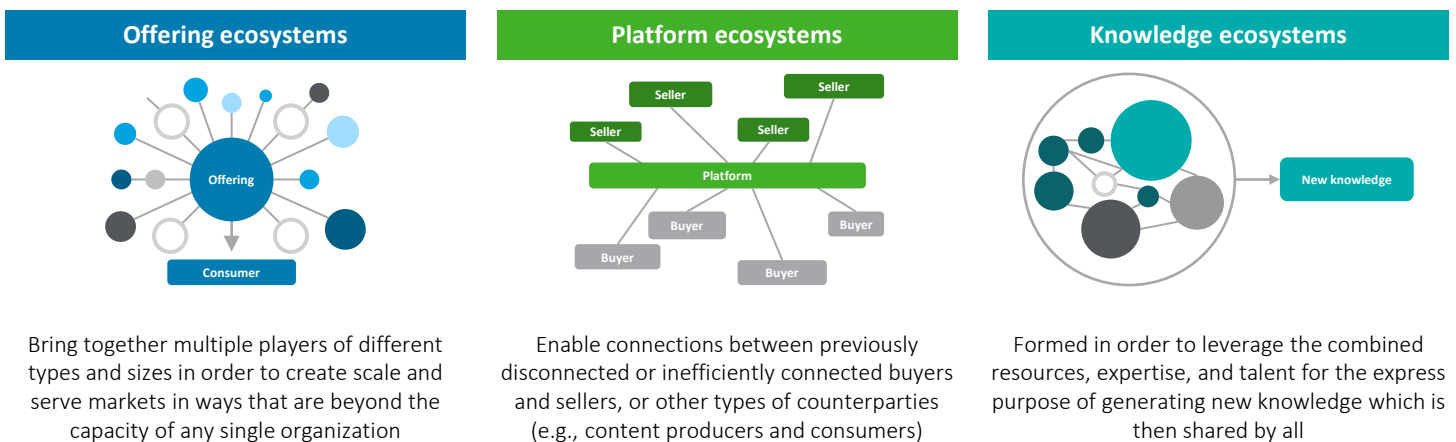 Offering ecosystems
Offering
Consumer
Bring together multiple players of different
types and sizes in order to create scale and
serve markets in ways that are beyond the
capacity of any single organization
Platform ecosystems
Seller
Seller
Seller
Seller
Platform
Buyer
Buyer
Buyer
Buyer
Enable connections between previously
disconnected or inefficiently connected buyers
and sellers, or other types of counterparties
(e.g., content producers and consumers)
Knowledge ecosystems
New knowledge
Formed in order to leverage the combined
resources, expertise, and talent for the express
purpose of generating new knowledge which is
then shared by all